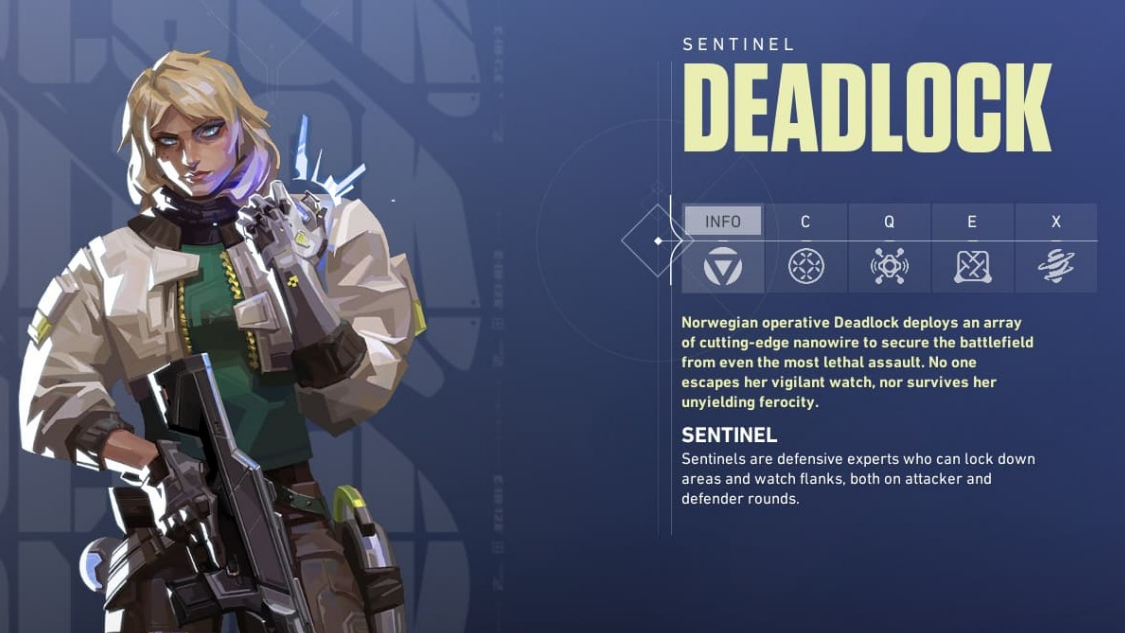 SENTINEL
DEADLOCK
INFO C Q E X
Norwegian operative Deadlock deploys an array
of cutting-edge nanowire to secure the battlefield
from even the most lethal assault. No one
escapes her vigilant watch, nor survives her
unyielding ferocity.
SENTINEL
Sentinels are defensive experts who can lock down
areas and watch flanks, both on attacker and
defender rounds.